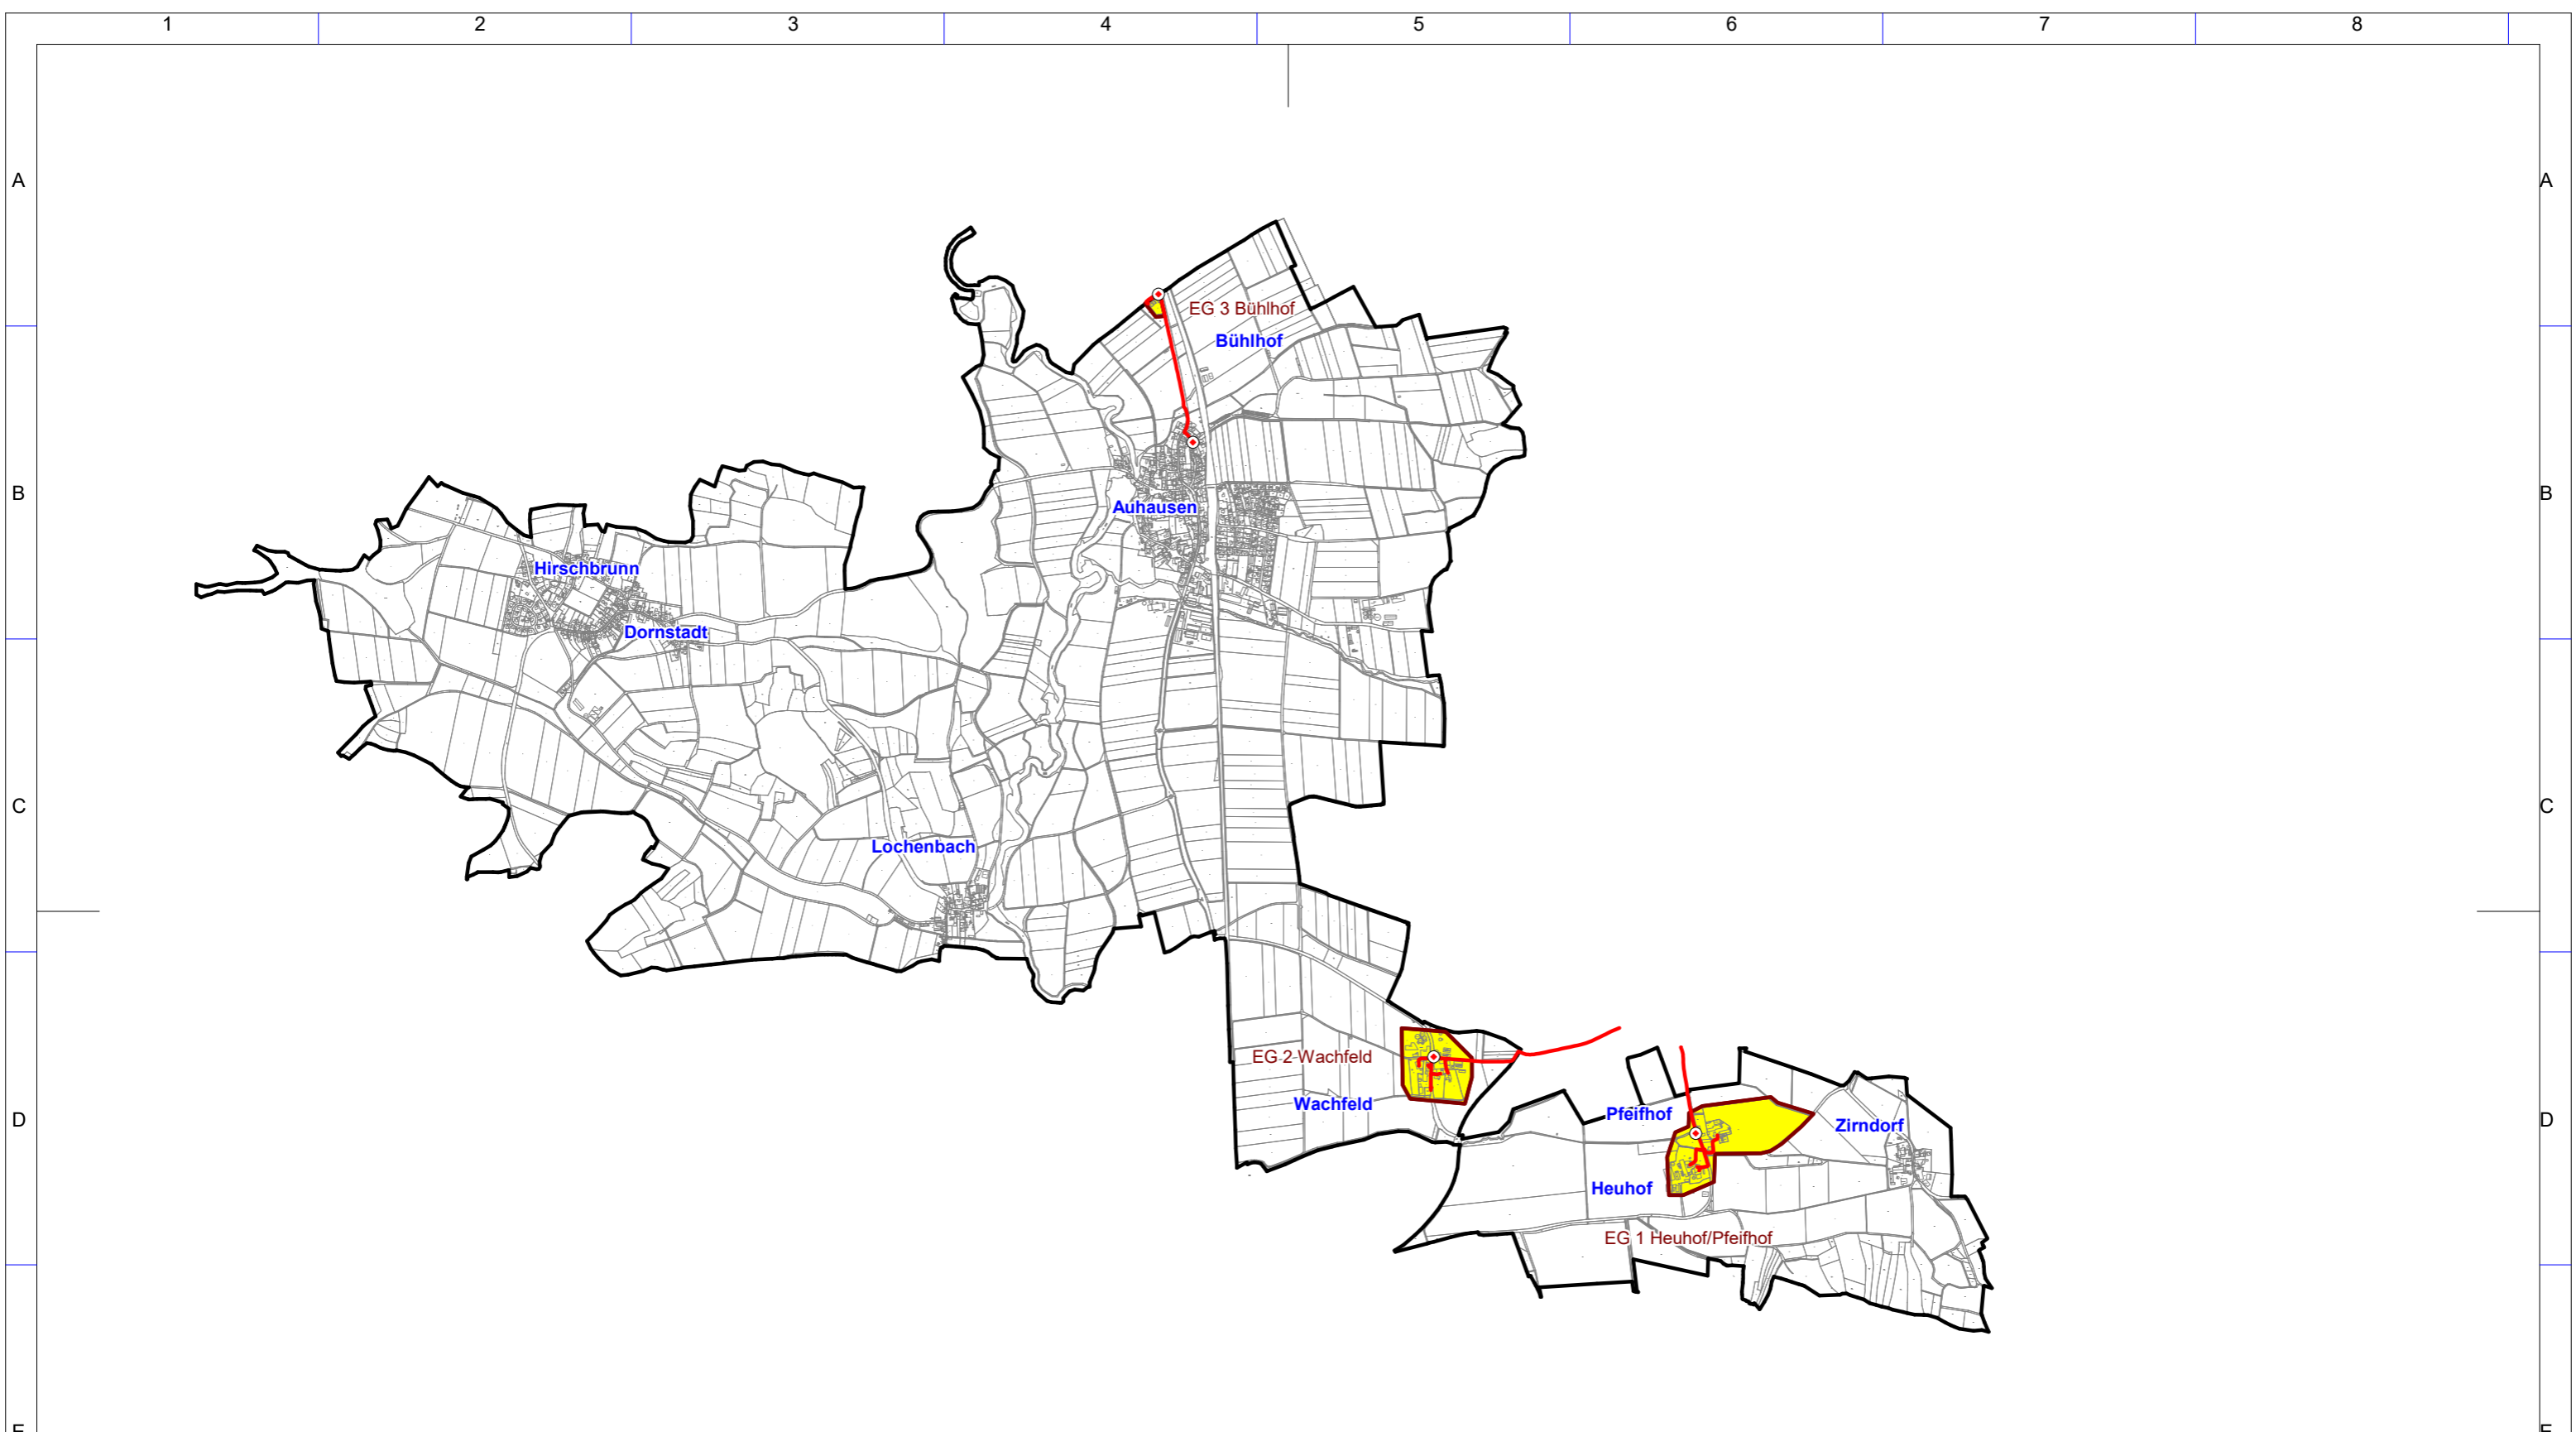 1 2 3 4 5 6 7 8
A A
EG 3 Bühlhof
Bühlhof
B B
Auhausen
Hirschbrunn
Dornstadt
C C
Lochenbach
EG 2 Wachfeld
Wachfeld
Pfeifhof
D D
Zirndorf
Heuhof
EG 1 Heuhof/Pfeifhof